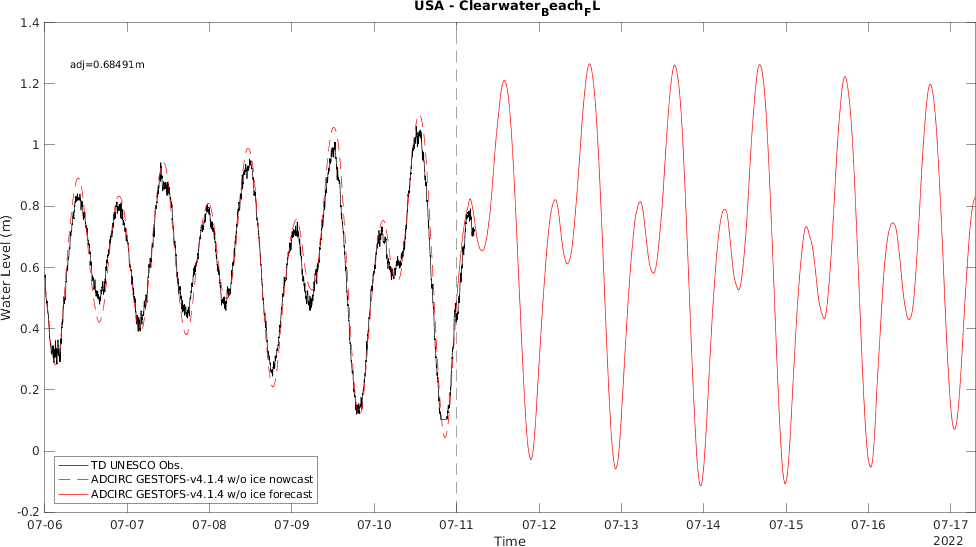 USA - Clearwater_Beach_FL
adj=0.68491m
1.4
1.2
1
0.8
0.6
0.4
0.2
0
-0.2
Water Level (m)
TD UNESCO Obs.
ADCIRC GESTOFS-v4.1.4 w/o ice nowcast
ADCIRC GESTOFS-v4.1.4 w/o ice forecast
07-06 07-07 07-08 07-09 07-10 07-11 07-12 07-13 07-14 07-15 07-16 07-17
Time
2022